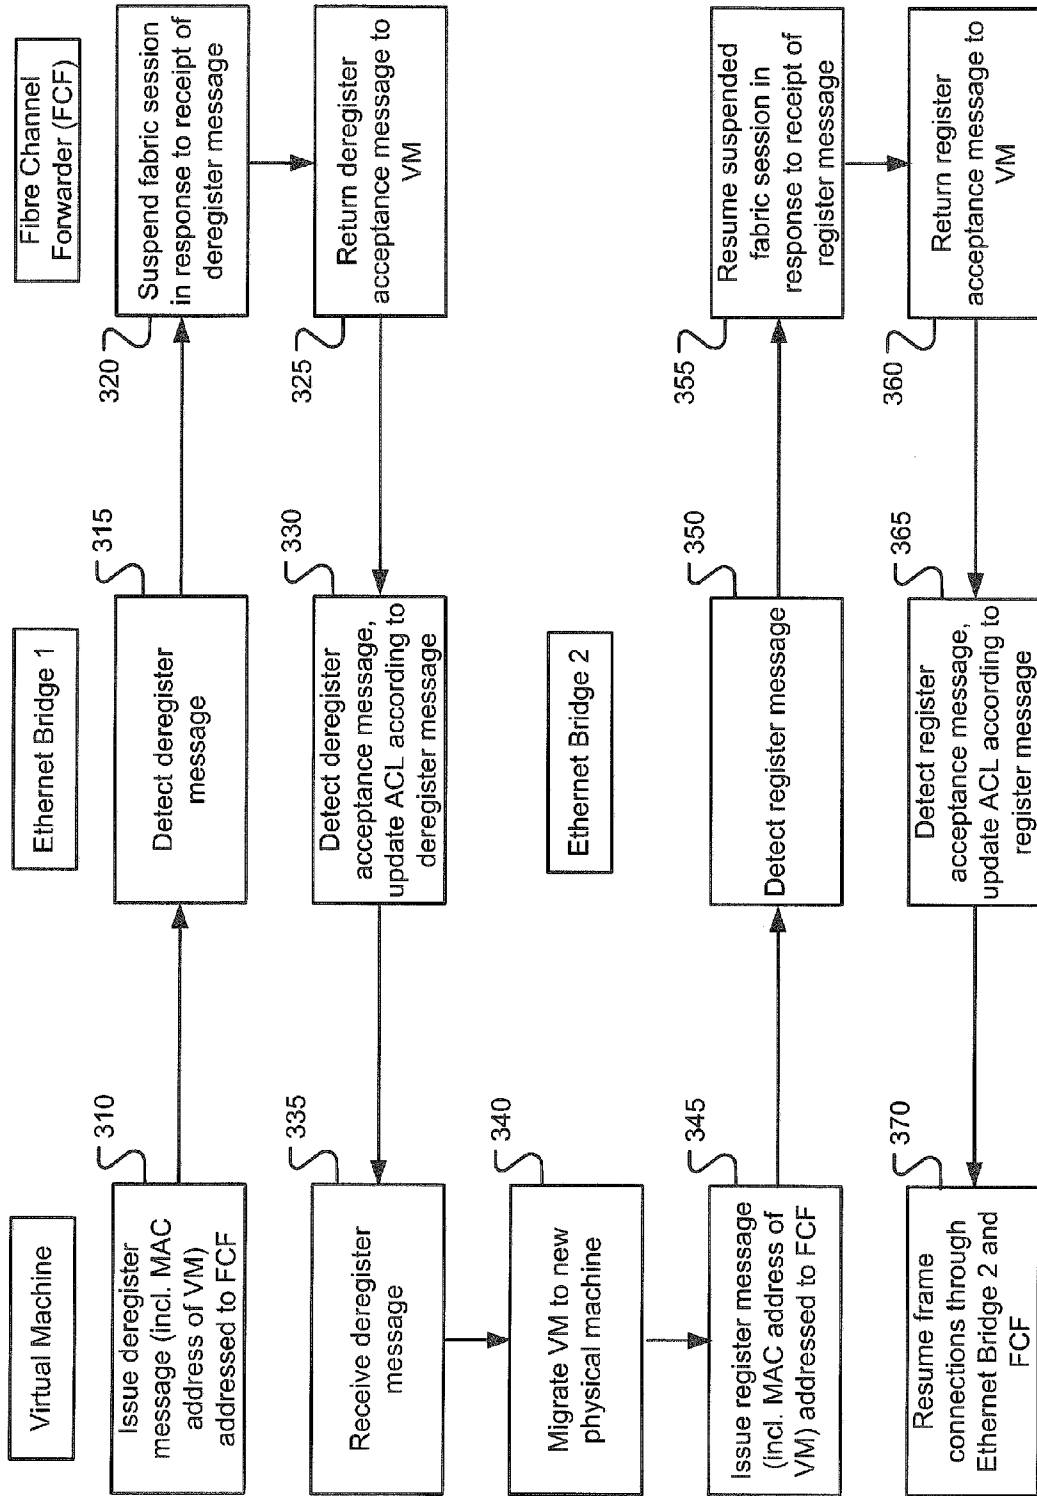 Virtual Machine
Ethernet Bridge 1
Fibre Channel
Forwarder (FCF)
310
Issue deregister
message (incl. MAC
address of VM)
addressed to FCF
315
Detect deregister
message
320
Suspend fabric session
in response to receipt of
deregister message
325
Return deregister
acceptance message to
VM
330
Detect deregister
acceptance message,
update ACL according to
deregister message
335
Receive deregister
message
340
Migrate VM to new
physical machine
Ethernet Bridge 2
345
Issue register message
(incl. MAC address of
VM) addressed to FCF
350
Detect register message
355
Resume suspended
fabric session in
response to receipt of
register message
360
Return register
acceptance message to
VM
365
Detect register
acceptance message,
update ACL according to
register message
370
Resume frame
connections through
Ethernet Bridge 2 and
FCF